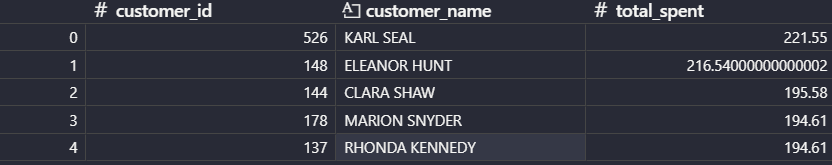 # customer_id A customer_name # total_spent
0 526 KARL SEAL 221.55
1 148 ELEANOR HUNT 216.54000000000002
2 144 CLARA SHAW 195.58
3 178 MARION SNYDER 194.61
4 137 RHONDA KENNEDY 194.61